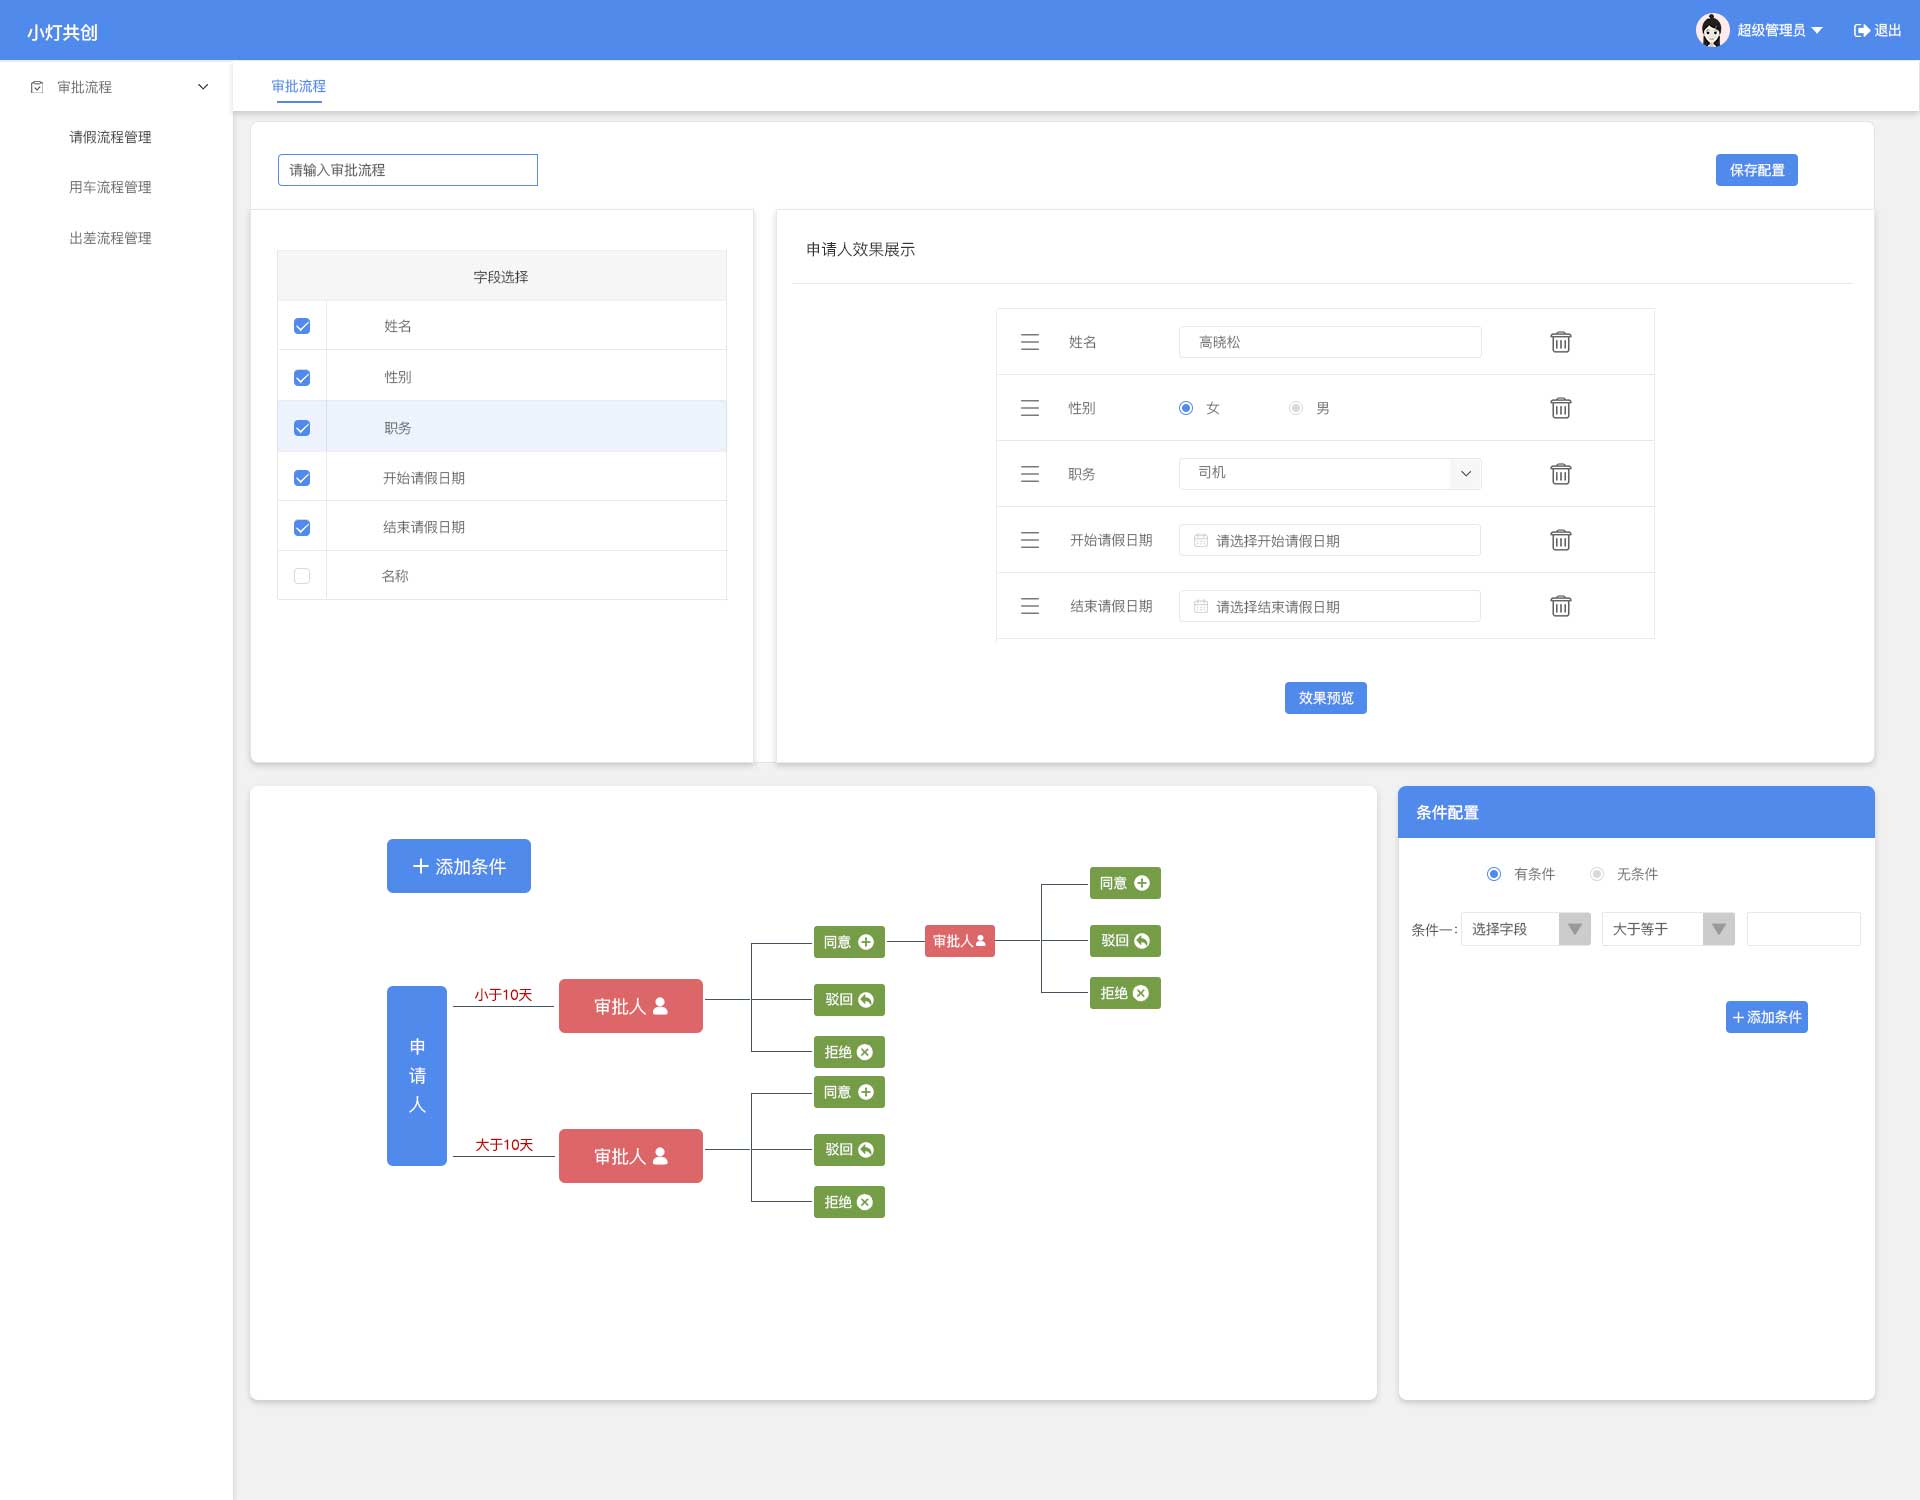 小灯共创
超级管理员
退出
审批流程
请假流程管理
用车流程管理
出差流程管理
审批流程
请输入审批流程
保存配置
字段选择
姓名
性别
职务
开始请假日期
结束请假日期
名称
申请人效果展示
姓名 高晓松
性别 女 男
职务 司机
开始请假日期 请选择开始请假日期
结束请假日期 请选择结束请假日期
效果预览
添加条件
申
请
人
小于10天
审批人
同意
驳回
拒绝
审批人
同意
驳回
拒绝
大于10天
审批人
同意
驳回
拒绝
条件配置
有条件 无条件
条件一: 选择字段 大于等于
添加条件